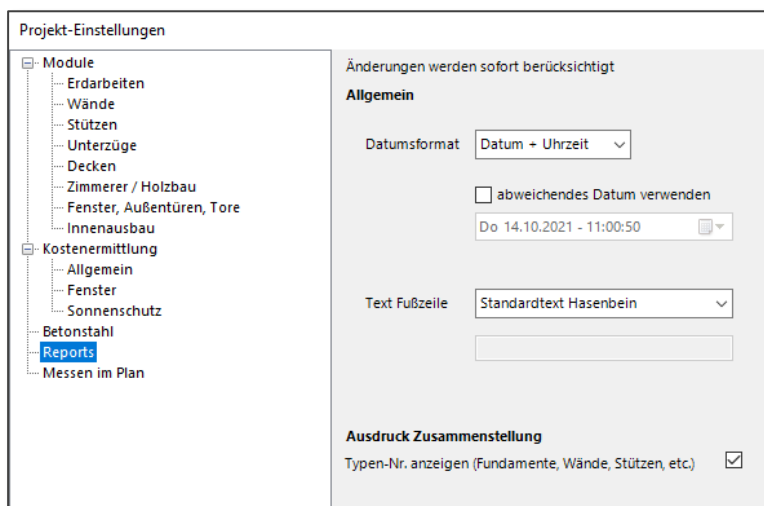 Projekt-Einstellungen
Module
Erdarbeiten
Wände
Stützen
Unterzüge
Decken
Zimmerer / Holzbau
Fenster, Außentüren, Tore
Innenausbau
Kostenermittlung
Allgemein
Fenster
Sonnenschutz
Betonstahl
Reports
Messen im Plan
Änderungen werden sofort berücksichtigt
Allgemein
Datumsformat Datum + Uhrzeit
abweichendes Datum verwenden
Do 14.10.2021 - 11:00:50
Text Fußzeile Standardtext Hasenbein
Ausdruck Zusammenstellung
Typen-Nr. anzeigen (Fundamente, Wände, Stützen, etc.)